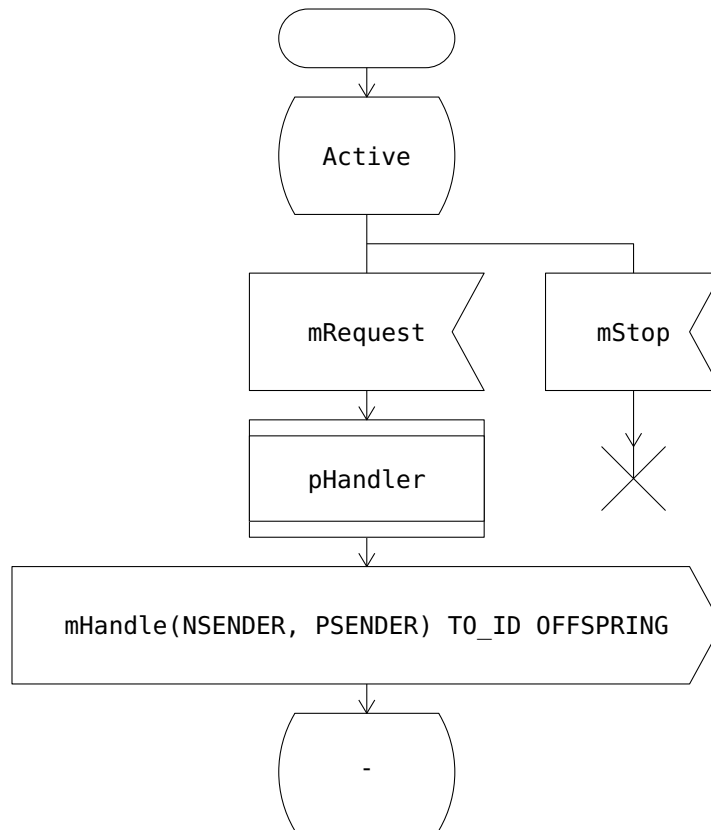 Active
mRequest
mStop
pHandler
mHandle(NSENDER, PSENDER) TO_ID OFFSPRING
-